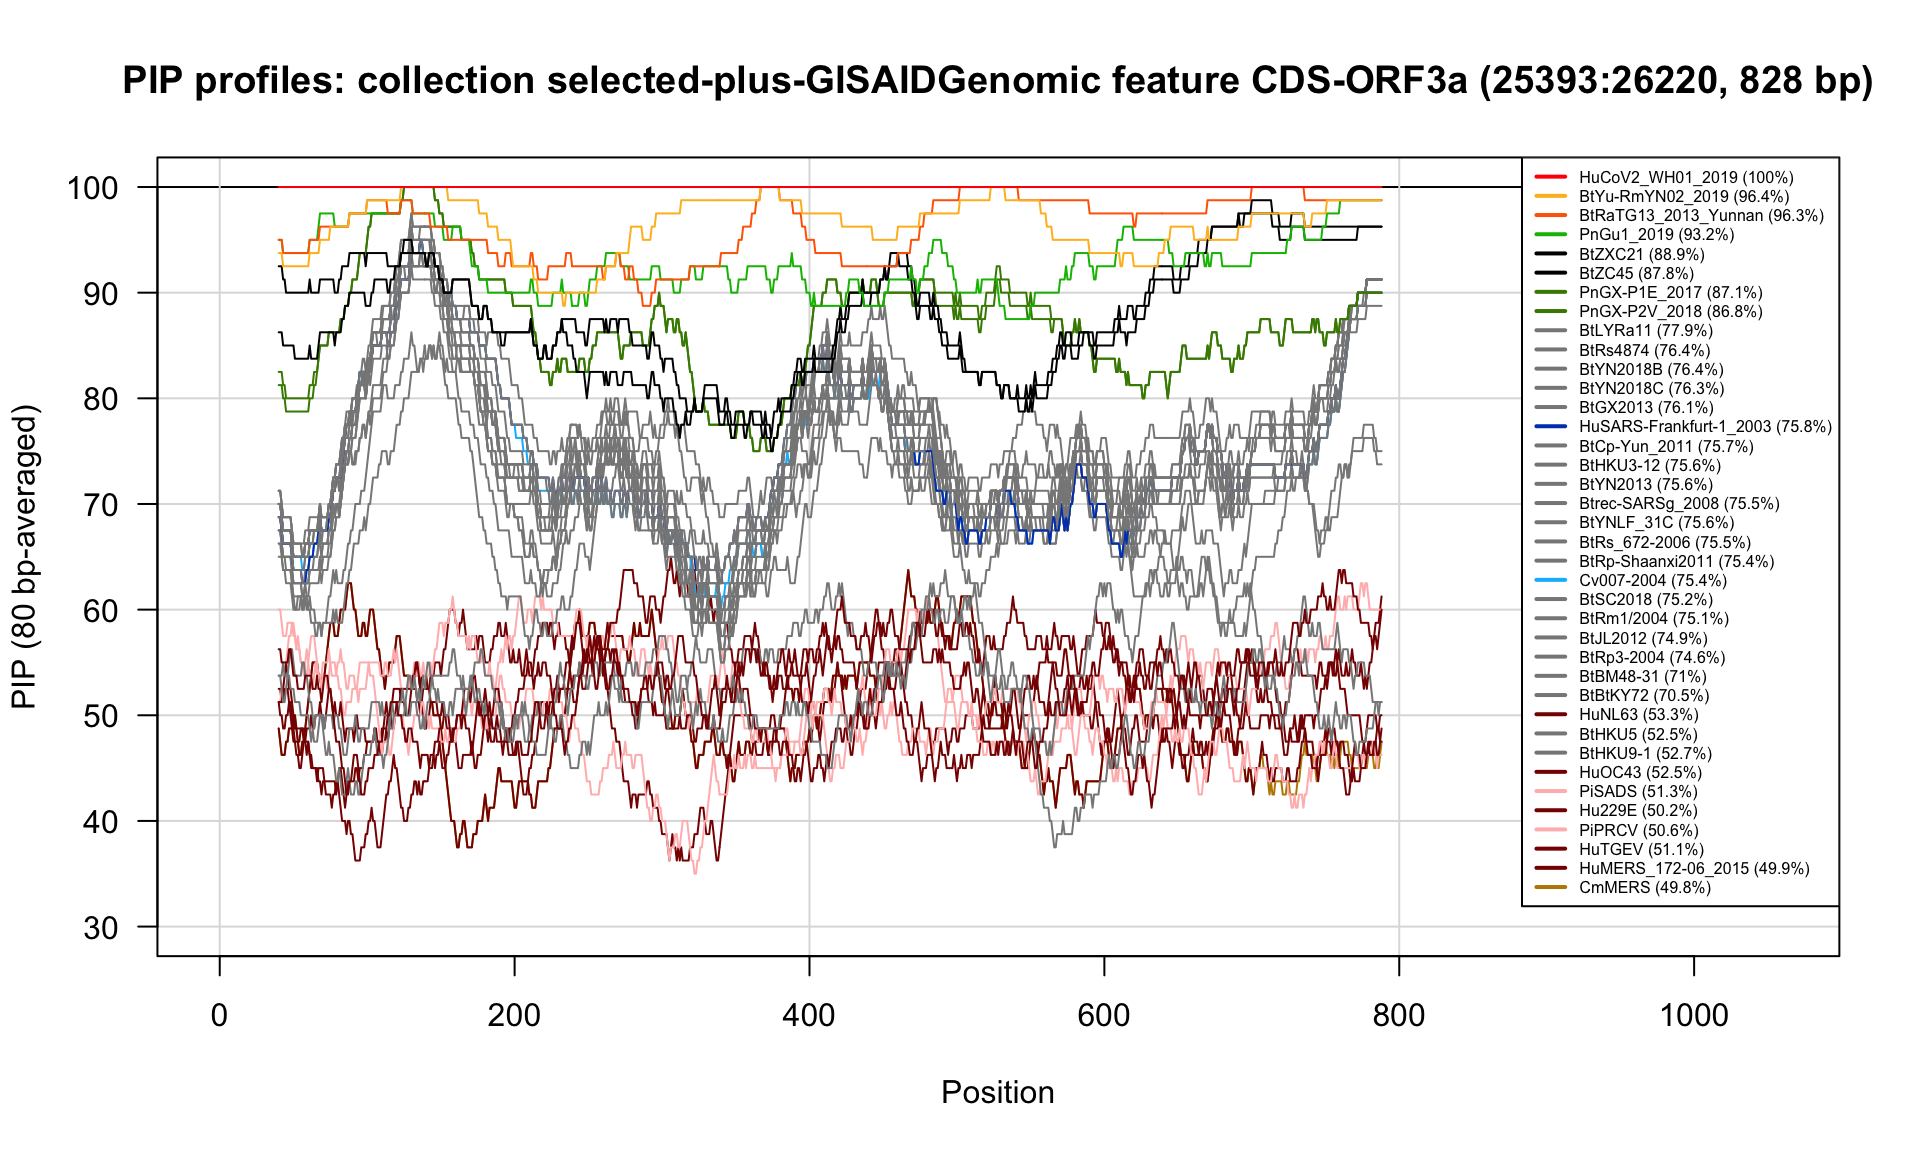 PIP profiles: collection selected-plus-GISAIDGenomic feature CDS-ORF3a (25393:26220, 828 bp)
PIP (80 bp-averaged)
100
90
80
70
60
50
40
30
0
200
400
600
800
1000
Position
HuCoV2_WH01_2019 (100%)
BtYu-RmYN02_2019 (96.4%)
BtRaTG13_2013_Yunnan (96.3%)
PnGu1_2019 (93.2%)
BtZXC21 (88.9%)
BtZC45 (87.8%)
PnGX-P1E_2017 (87.1%)
PnGX-P2V_2018 (86.8%)
BtLYRa11 (77.9%)
BtRs4874 (76.4%)
BtYN2018B (76.4%)
BtYN2018C (76.3%)
BtGX2013 (76.1%)
HuSARS-Frankfurt-1_2003 (75.8%)
BtCp-Yun_2011 (75.7%)
BtHKU3-12 (75.6%)
BtYN2013 (75.6%)
Btrec-SARSg_2008 (75.5%)
BtYNLF_31C (75.6%)
BtRs_672-2006 (75.5%)
BtRp-Shaanxi2011 (75.4%)
Cv007-2004 (75.4%)
BtSC2018 (75.2%)
BtRm1/2004 (75.1%)
BtJL2012 (74.9%)
BtRp3-2004 (74.6%)
BtBM48-31 (71%)
BtBtKY72 (70.5%)
HuNL63 (53.3%)
BtHKU5 (52.5%)
BtHKU9-1 (52.7%)
HuOC43 (52.5%)
PiSADS (51.3%)
Hu229E (50.2%)
PiPRCV (50.6%)
HuTGEV (51.1%)
HuMERS_172-06_2015 (49.9%)
CmMERS (49.8%)